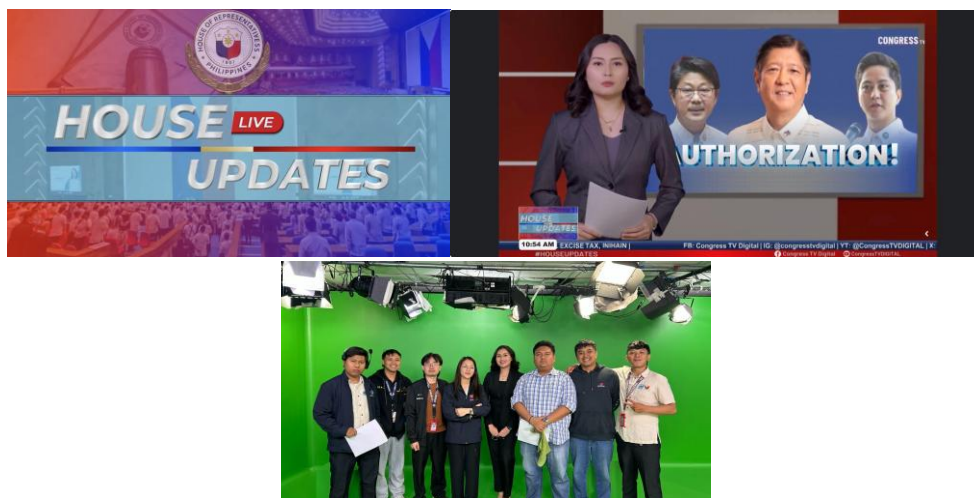 HOUSE OF REPRESENTATIVES
PHILIPPINES
HOUSE LIVE
UPDATES
CONGRESS TV
AUTHORIZATION!
HOUSE
UPDATES
10:54 AM EXCISE TAX, INIHAIN | FB: Congress TV Digital | IG: @congresstvdigital | YT: @CongressTVDIGITAL | X
#HOUSEUPDATES Congress TV Digital CongressTVDIGITAL